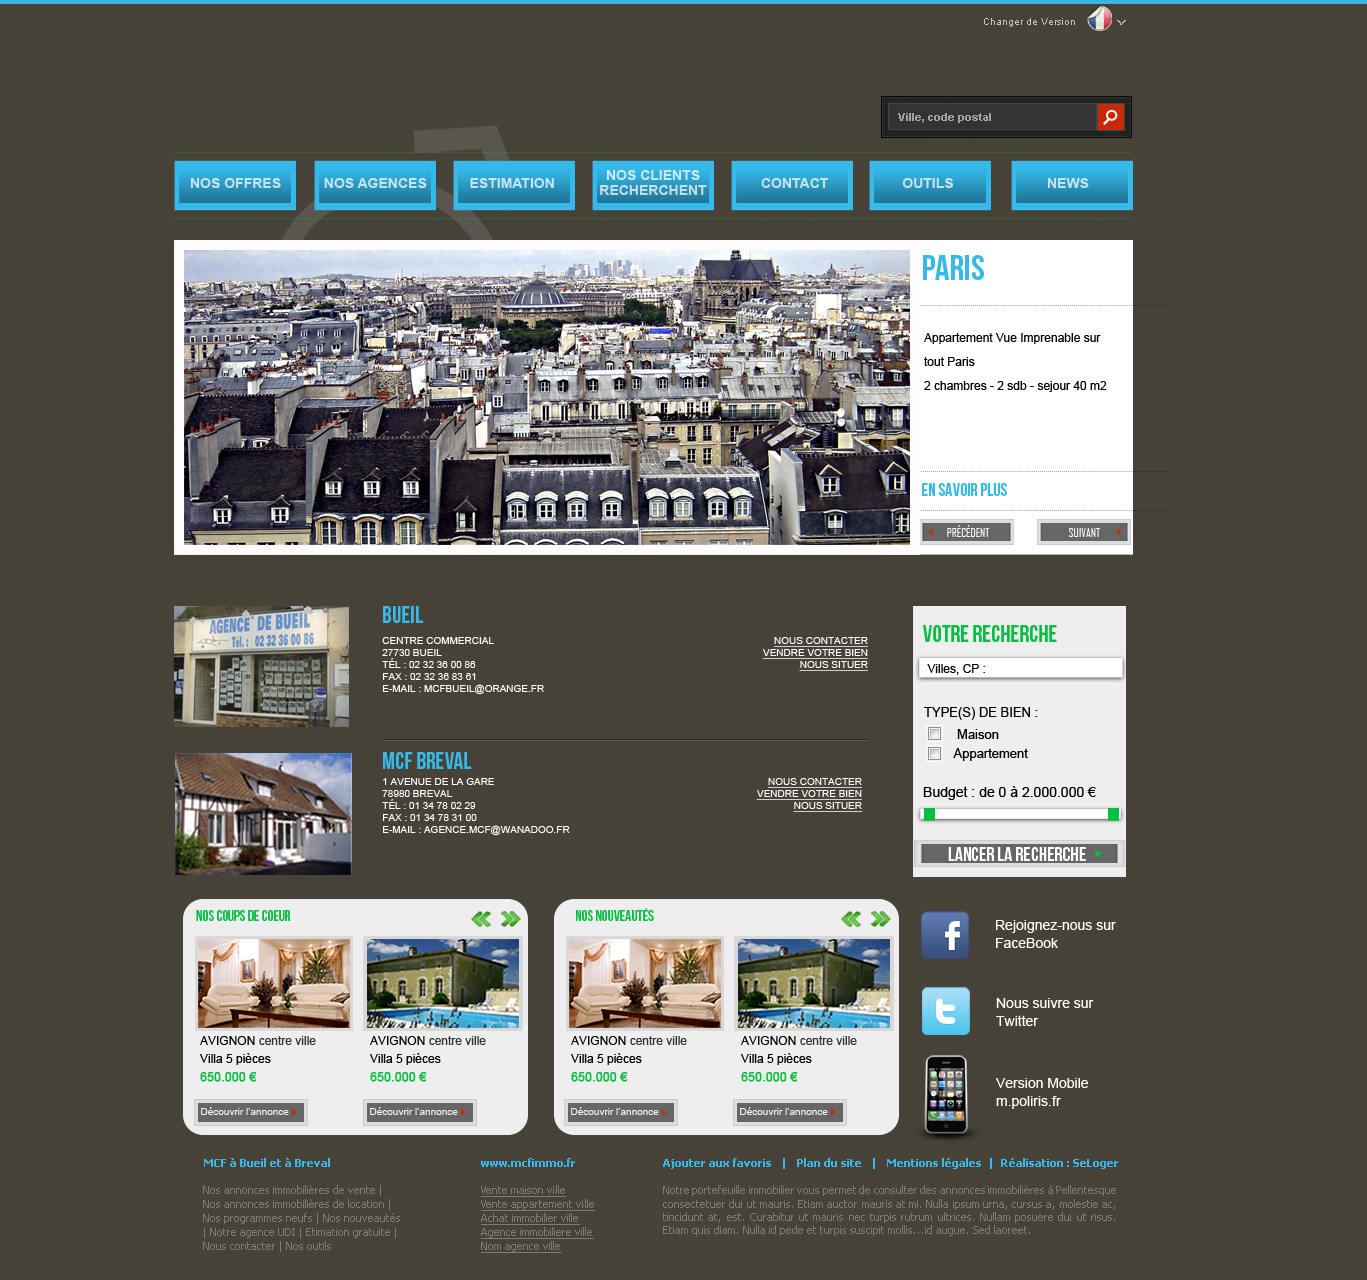 Changer de Version
Ville, code postal
NOS OFFRES
NOS AGENCES
ESTIMATION
NOS CLIENTS
RECHERCHENT
CONTACT
OUTILS
NEWS
PARIS
Appartement Vue Imprenable sur
tout Paris
2 chambres - 2 sdb - sejour 40 m2
EN SAVOIR PLUS
PRÉCÉDENT
SUIVANT
AGENCE DE BUEIL
Tél. : 02 32 36 00 86
BUEIL
CENTRE COMMERCIAL
27730 BUEIL
TÉL : 02 32 36 00 86
FAX : 02 32 36 83 61
E-MAIL : MCFBUEIL@ORANGE.FR
NOUS CONTACTER
VENDRE VOTRE BIEN
NOUS SITUER
MCF BREVAL
1 AVENUE DE LA GARE
78980 BREVAL
TÉL : 01 34 78 02 29
FAX : 01 34 78 31 00
E-MAIL : AGENCE.MCF@WANADOO.FR
NOUS CONTACTER
VENDRE VOTRE BIEN
NOUS SITUER
VOTRE RECHERCHE
Villes, CP :
TYPE(S) DE BIEN :
Maison
Appartement
Budget : de 0 à 2.000.000 €
LANCER LA RECHERCHE
NOS COUPS DE COEUR
AVIGNON centre ville
Villa 5 pièces
650.000 €
Découvrir l'annonce
AVIGNON centre ville
Villa 5 pièces
650.000 €
Découvrir l'annonce
NOS NOUVEAUTÉS
AVIGNON centre ville
Villa 5 pièces
650.000 €
Découvrir l'annonce
AVIGNON centre ville
Villa 5 pièces
650.000 €
Découvrir l'annonce
Rejoignez-nous sur
FaceBook
Nous suivre sur
Twitter
Version Mobile
m.poliris.fr
MCF à Bueil et à Breval
Nos annonces immobilières de vente |
Nos annonces immobilières de location |
Nos programmes neufs | Nos nouveautés
| Notre agence UDI | Etimation gratuite |
Nous contacter | Nos outils
www.mcfimmo.fr
Vente maison ville
Vente appartement ville
Achat immobilier ville
Agence immobiliere ville
Nom agence ville
Ajouter aux favoris | Plan du site | Mentions légales | Réalisation : SeLoger
Notre portefeuille immobilier vous permet de consulter des annonces immobilières à Pellentesque
consectetuer dui ut mauris. Etiam auctor mauris at mi. Nulla ipsum urna, cursus a, molestie ac,
tincidunt at, est. Curabitur ut mauris nec turpis rutrum ultrices. Nullam posuere dui ut risus.
Etiam quis diam. Nulla id pede et turpis suscipit mollis...id augue. Sed laoreet.